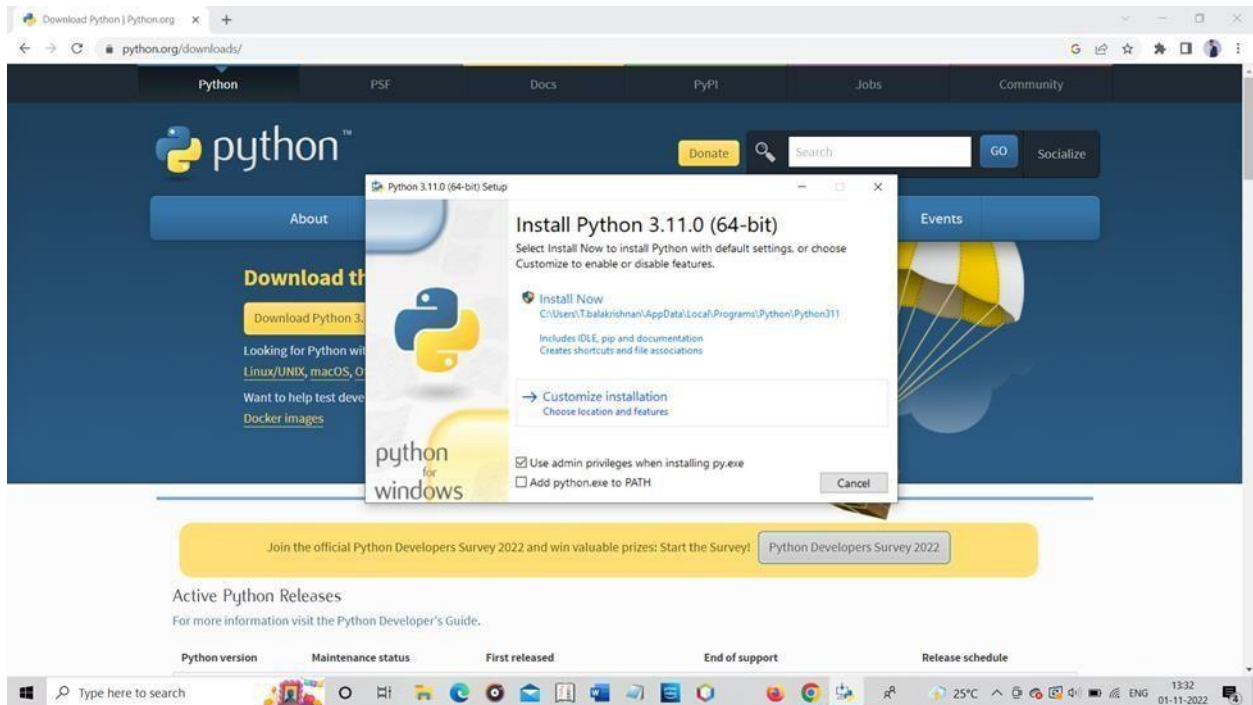 Download Python | Python.org
python.org/downloads/
Python PSF Docs PyPI Jobs Community
python™
Donate Search GO Socialize
About Events
Download th
Download Python 3.
Looking for Python wit
Linux/UNIX, macOS, O
Want to help test deve
Docker images
Python 3.11.0 (64-bit) Setup
Install Python 3.11.0 (64-bit)
Select Install Now to install Python with default settings, or choose
Customize to enable or disable features.
Install Now
C:\Users\T.balakrishnan\AppData\Local\Programs\Python\Python311
Includes IDLE, pip and documentation
Creates shortcuts and file associations
Customize installation
Choose location and features
python
for
windows
Use admin privileges when installing py.exe
Add python.exe to PATH
Cancel
Join the official Python Developers Survey 2022 and win valuable prizes: Start the Survey! Python Developers Survey 2022
Active Python Releases
For more information visit the Python Developer's Guide.
Python version Maintenance status First released End of support Release schedule
Type here to search
25°C
ENG
13:32
01-11-2022
4